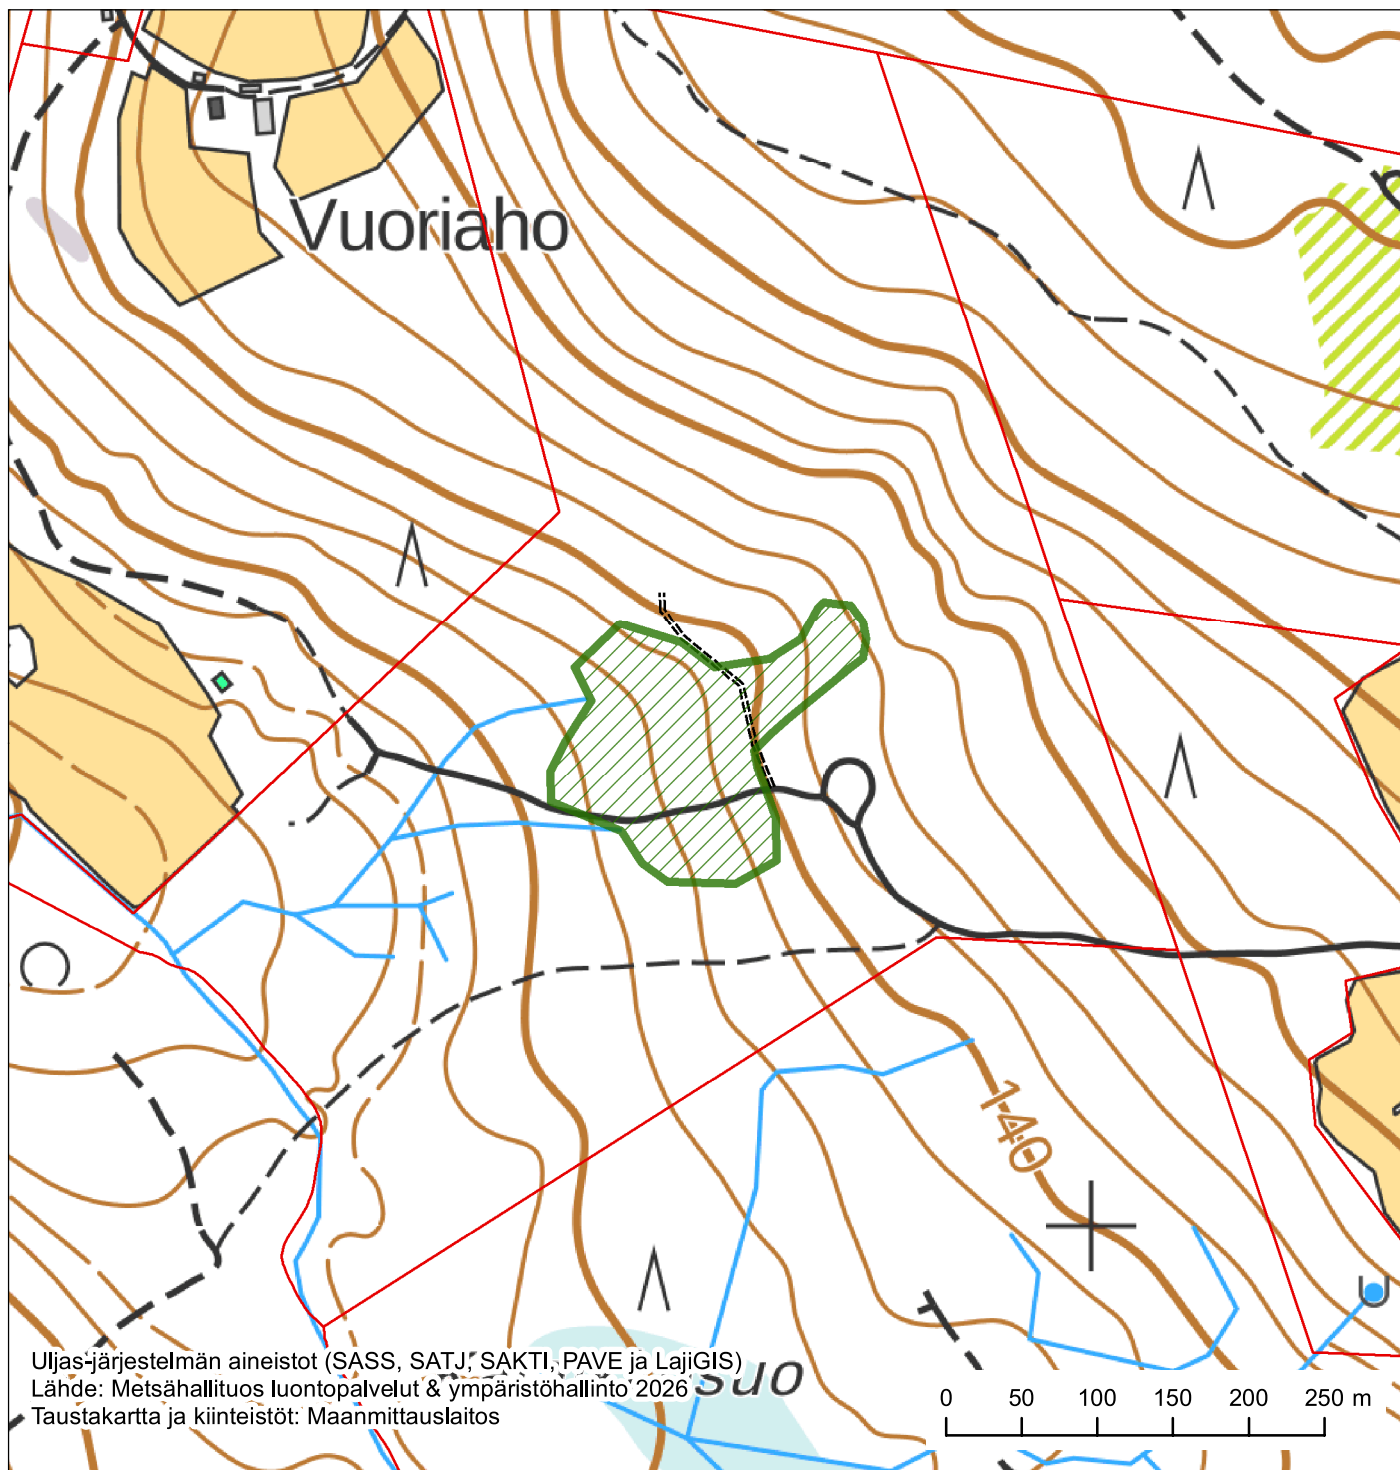 Vuoriaho
140
suo
Uljas-järjestelmän aineistot (SASS, SATJ, SAKTI, PAVE ja LajiGIS)
Lähde: Metsähallituos luontopalvelut & ympäristöhallinto 2026
Taustakartta ja kiinteistöt: Maanmittauslaitos
0 50 100 150 200 250 m